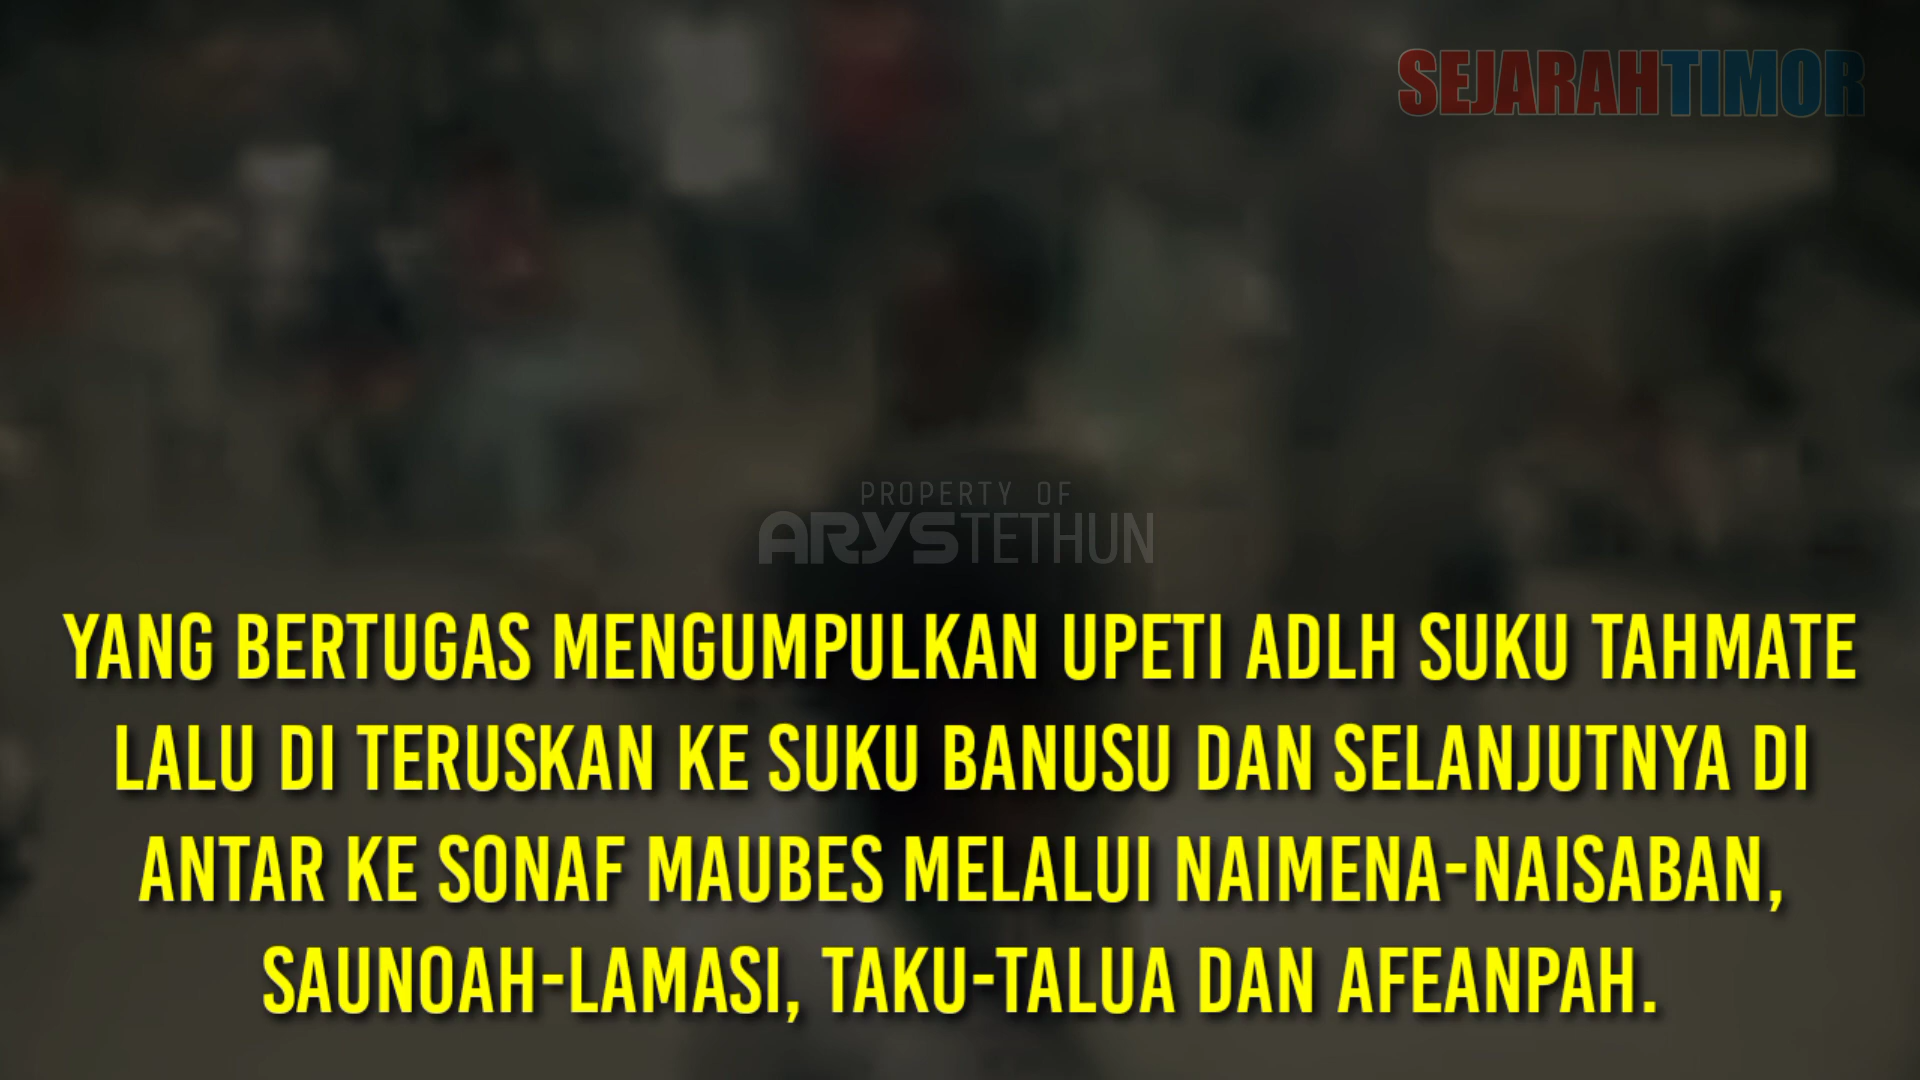 SEJARAHTIMOR
PROPERTY OF
ARYSTETHUN
YANG BERTUGAS MENGUMPULKAN UPETI ADLH SUKU TAHMATE
LALU DI TERUSKAN KE SUKU BANUSU DAN SELANJUTNYA DI
ANTAR KE SONAF MAUBES MELALUI NAIMENA-NAISABAN,
SAUNOAH-LAMASI, TAKU-TALUA DAN AFEANPAH.